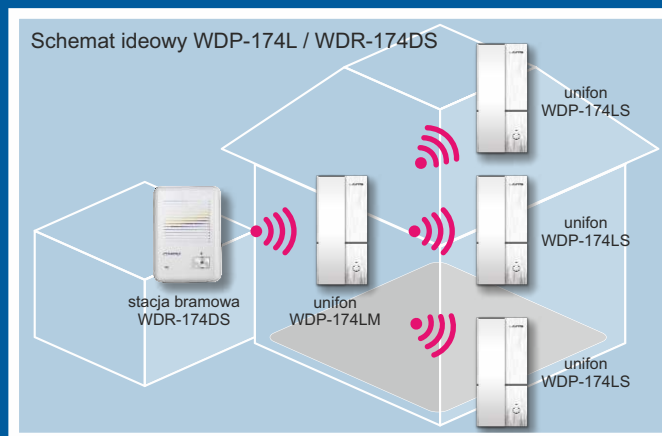 Schemat ideowy WDP-174L / WDR-174DS
unifon
WDP-174LS
unifon
WDP-174LS
stacja bramowa
WDR-174DS
unifon
WDP-174LM
unifon
WDP-174LS